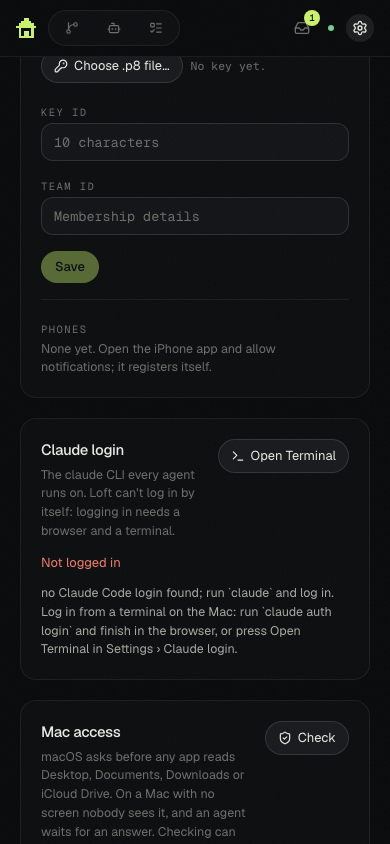 1
Choose .p8 file…
No key yet.
KEY ID
10 characters
TEAM ID
Membership details
Save
PHONES
None yet. Open the iPhone app and allow
notifications; it registers itself.
Claude login
Open Terminal
The claude CLI every agent
runs on. Loft can't log in by
itself: logging in needs a
browser and a terminal.
Not logged in
no Claude Code login found; run `claude` and log in.
Log in from a terminal on the Mac: run `claude auth
login` and finish in the browser, or press Open
Terminal in Settings › Claude login.
Mac access
Check
macOS asks before any app reads
Desktop, Documents, Downloads or
iCloud Drive. On a Mac with no
screen nobody sees it, and an agent
waits for an answer. Checking can